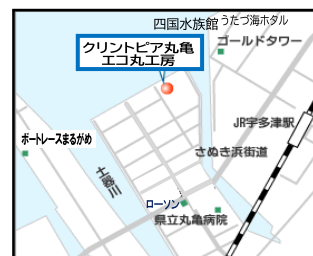 四国水族館
うたづ海ホタル
ゴールドタワー
クリントピア丸亀
エコ丸工房
JR宇多津駅
ボートレースまるがめ
さぬき浜街道
土器川
ローソン
県立丸亀病院